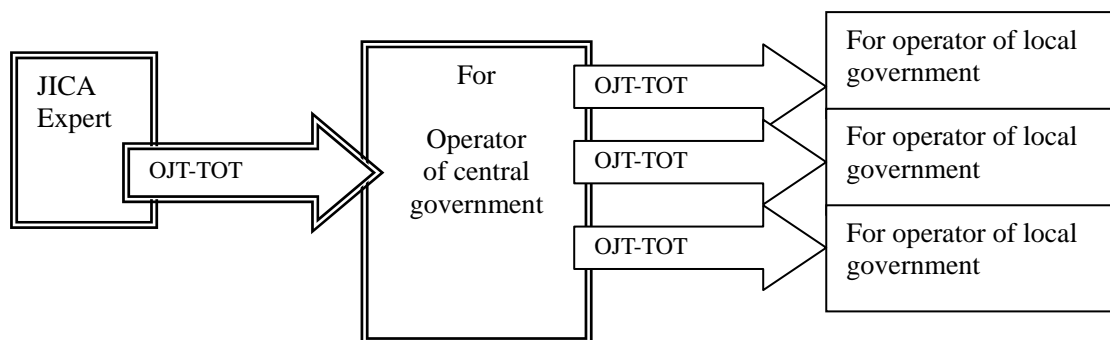 JICA
Expert
OJT-TOT
For
Operator
of central
government
OJT-TOT
For operator of local
government
OJT-TOT
For operator of local
government
OJT-TOT
For operator of local
government